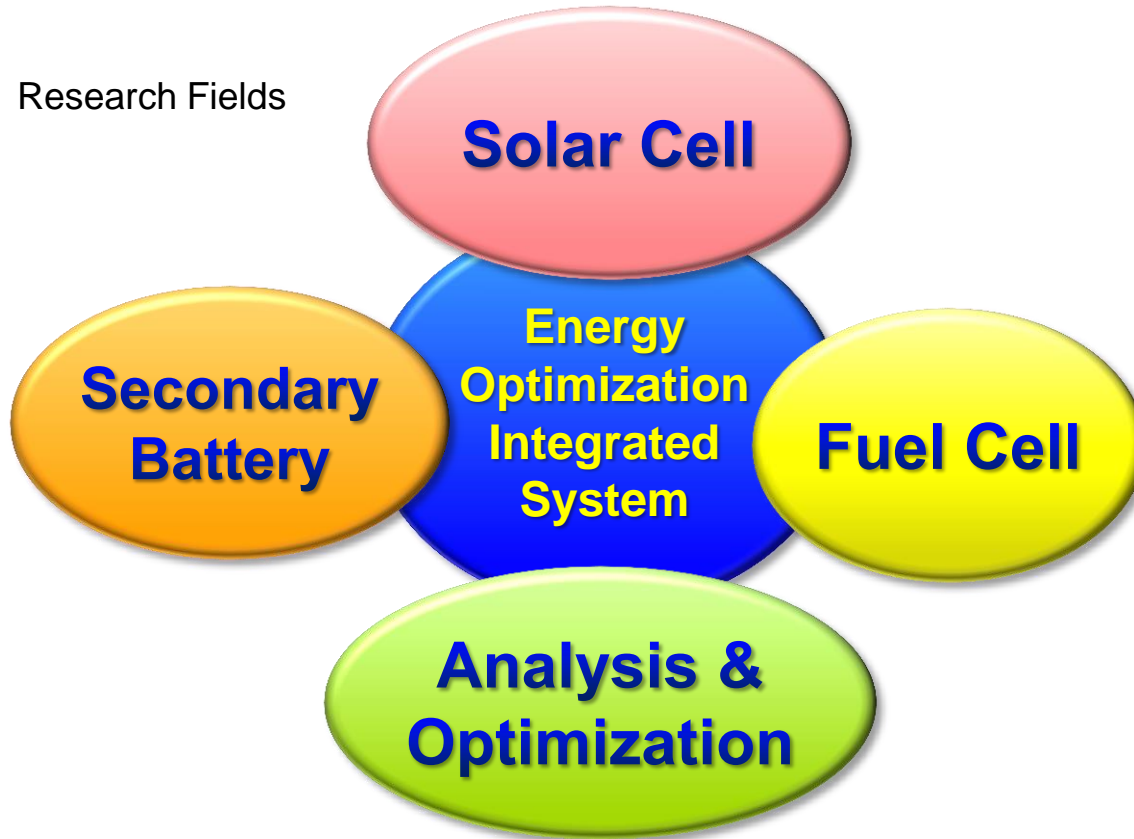 Research Fields
Solar Cell
Energy
Optimization
Integrated
System
Secondary
Battery
Fuel Cell
Analysis &
Optimization